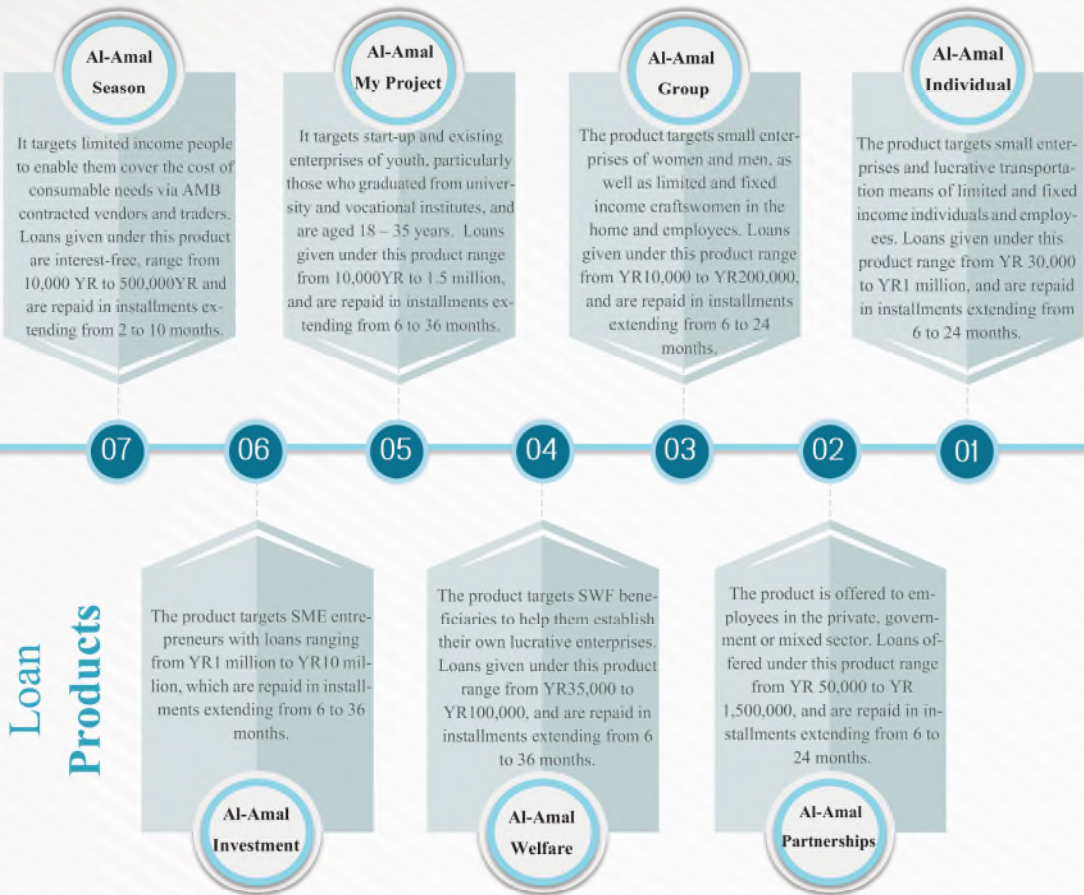 Al-Amal
Season
It targets limited income people
to enable them cover the cost of
consumable needs via AMB
contracted vendors and traders.
Loans given under this product
are interest-free, range from
10,000 YR to 500,000YR and
are repaid in installments ex-
tending from 2 to 10 months.
Al-Amal
My Project
It targets start-up and existing
enterprises of youth, particularly
those who graduated from univer-
sity and vocational institutes, and
are aged 18 – 35 years. Loans
given under this product range
from 10,000YR to 1.5 million,
and are repaid in installments ex-
tending from 6 to 36 months.
Al-Amal
Group
The product targets small enter-
prises of women and men, as
well as limited and fixed
income craftswomen in the
home and employees. Loans
given under this product range
from YR10,000 to YR200,000,
and are repaid in installments
extending from 6 to 24
months.
Al-Amal
Individual
The product targets small enter-
prises and lucrative transporta-
tion means of limited and fixed
income individuals and employ-
ees. Loans given under this
product range from YR 30,000
to YR1 million, and are repaid
in installments extending from
6 to 24 months.
07
06
05
04
03
02
01
Loan
Products
The product targets SME entre-
preneurs with loans ranging
from YR1 million to YR10 mil-
lion, which are repaid in install-
ments extending from 6 to 36
months.
Al-Amal
Investment
The product targets SWF bene-
ficiaries to help them establish
their own lucrative enterprises.
Loans given under this product
range from YR35,000 to
YR100,000, and are repaid in
installments extending from 6
to 36 months.
Al-Amal
Welfare
The product is offered to em-
ployees in the private, govern-
ment or mixed sector. Loans of-
fered under this product range
from YR 50,000 to YR
1,500,000, and are repaid in in-
stallments extending from 6 to
24 months.
Al-Amal
Partnerships